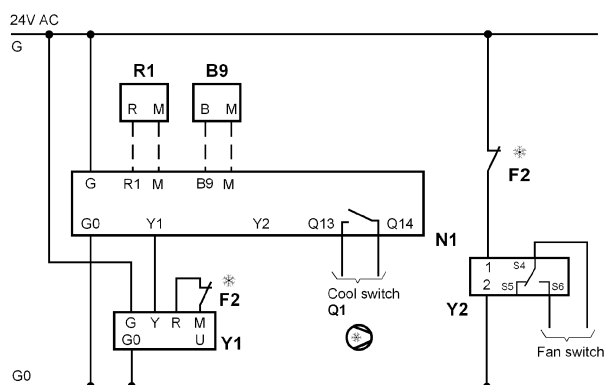 24V AC
G
R1 B9
R M B M
F2
G R1 M B9 M
G0 Y1 Y2 Q13 Q14
N1
1 S4
2 S5 S6
Y2
Cool switch
Q1
F2
G Y R M
G0 U
Y1
Fan switch
G0